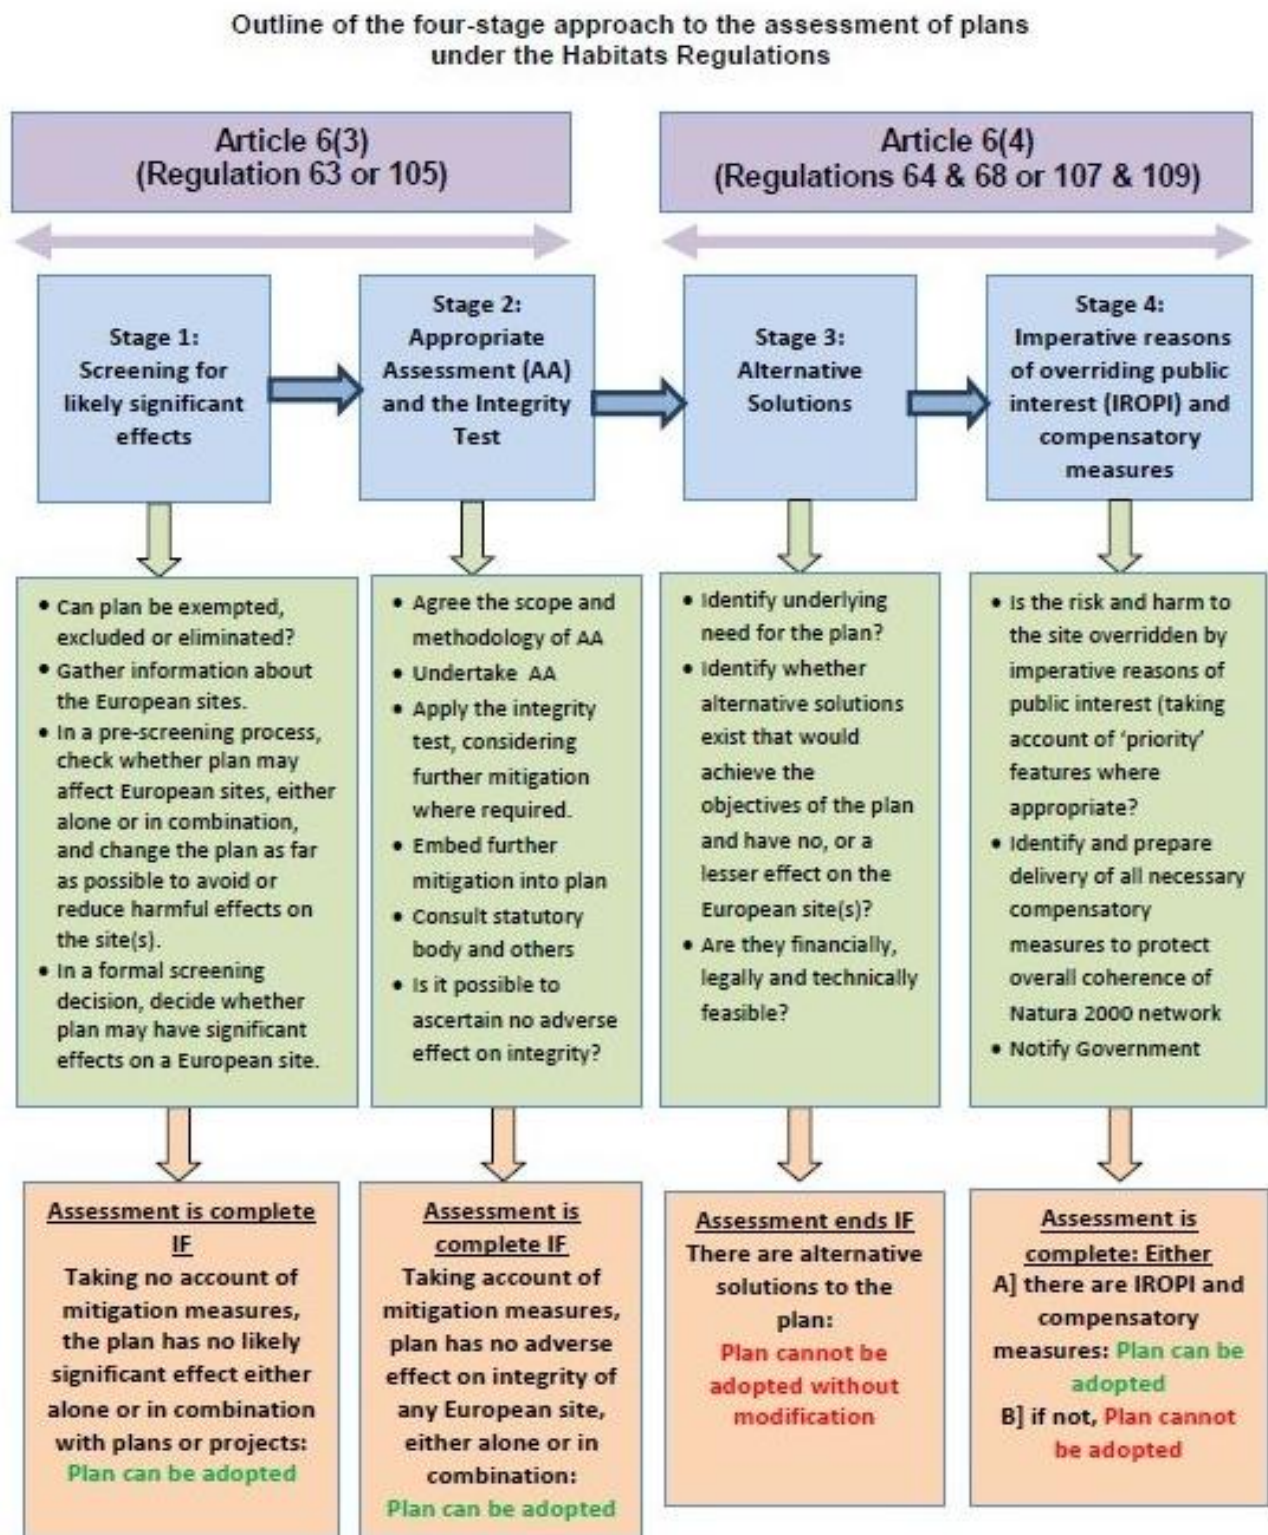 Outline of the four-stage approach to the assessment of plans
under the Habitats Regulations
Article 6(3)
(Regulation 63 or 105)
Article 6(4)
(Regulations 64 & 68 or 107 & 109)
Stage 1:
Screening for
likely significant
effects
Stage 2:
Appropriate
Assessment (AA)
and the Integrity
Test
Stage 3:
Alternative
Solutions
Stage 4:
Imperative reasons
of overriding public
interest (IROPI) and
compensatory
measures
• Can plan be exempted,
excluded or eliminated?
• Gather information about
the European sites.
• In a pre-screening process,
check whether plan may
affect European sites, either
alone or in combination,
and change the plan as far
as possible to avoid or
reduce harmful effects on
the site(s).
• In a formal screening
decision, decide whether
plan may have significant
effects on a European site.
• Agree the scope and
methodology of AA
• Undertake AA
• Apply the integrity
test, considering
further mitigation
where required.
• Embed further
mitigation into plan
• Consult statutory
body and others
• Is it possible to
ascertain no adverse
effect on integrity?
• Identify underlying
need for the plan?
• Identify whether
alternative solutions
exist that would
achieve the
objectives of the plan
and have no, or a
lesser effect on the
European site(s)?
• Are they financially,
legally and technically
feasible?
• Is the risk and harm to
the site overridden by
imperative reasons of
public interest (taking
account of ‘priority’
features where
appropriate?
• Identify and prepare
delivery of all necessary
compensatory
measures to protect
overall coherence of
Natura 2000 network
• Notify Government
Assessment is complete
IF
Taking no account of
mitigation measures,
the plan has no likely
significant effect either
alone or in combination
with plans or projects:
Plan can be adopted
Assessment is
complete IF
Taking account of
mitigation measures,
plan has no adverse
effect on integrity of
any European site,
either alone or in
combination:
Plan can be adopted
Assessment ends IF
There are alternative
solutions to the
plan:
Plan cannot be
adopted without
modification
Assessment is
complete: Either
A] there are IROPI and
compensatory
measures: Plan can be
adopted
B] if not, Plan cannot
be adopted